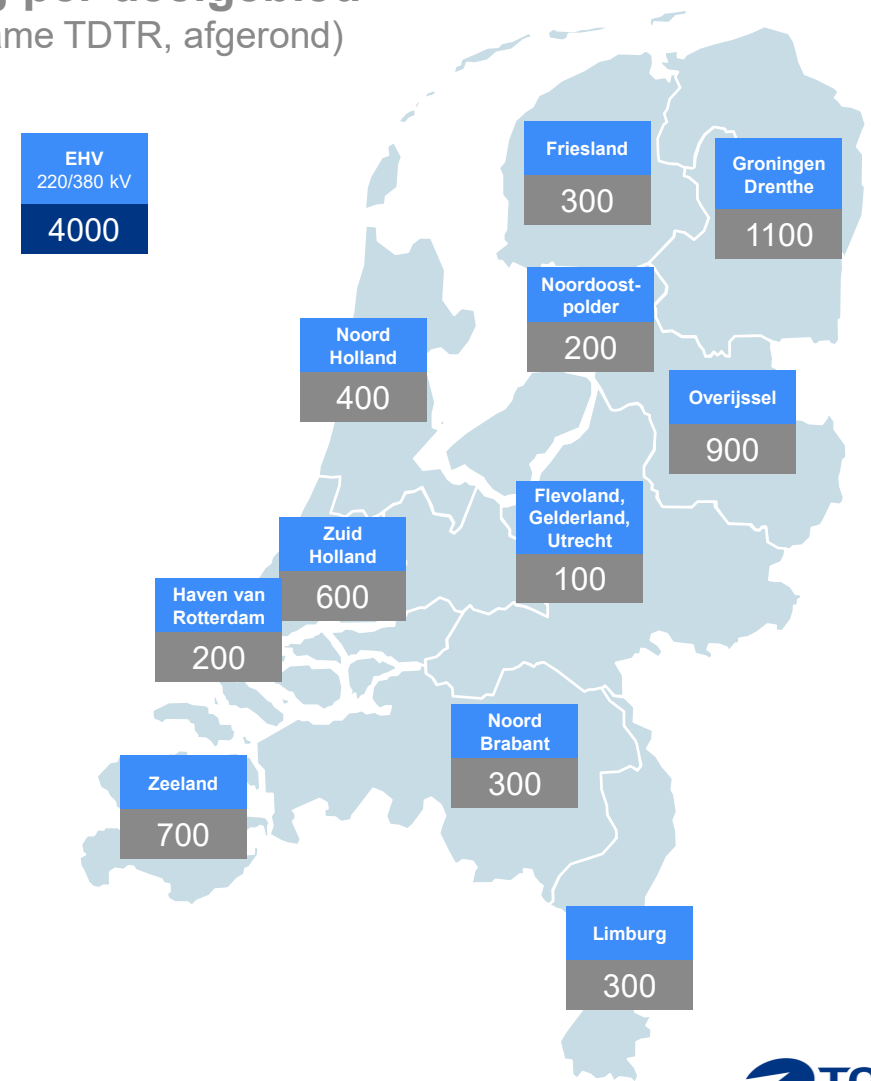 per deelgebied
TDTR, afgerond)
EHV
220/380 kV
4000
Friesland
300
Groningen
Drenthe
1100
Noordoost-
polder
200
Noord
Holland
400
Overijssel
900
Flevoland,
Gelderland,
Utrecht
100
Zuid
Holland
600
Haven van
Rotterdam
200
Noord
Brabant
300
Zeeland
700
Limburg
300